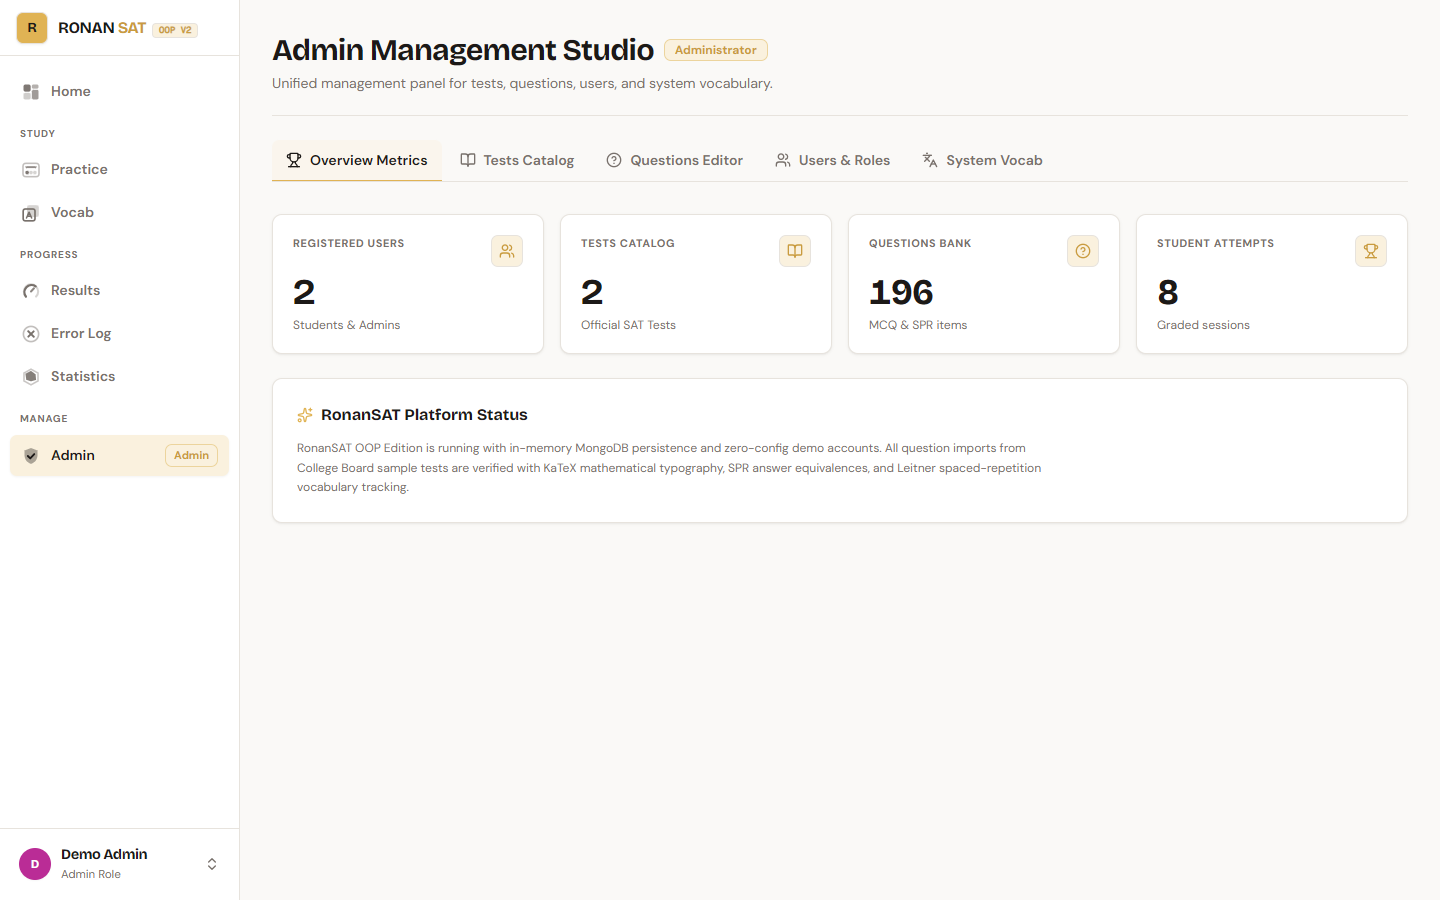 R
RONAN SAT OOP V2
Home
STUDY
Practice
Vocab
PROGRESS
Results
Error Log
Statistics
MANAGE
Admin Admin
D
Demo Admin
Admin Role
Admin Management Studio Administrator
Unified management panel for tests, questions, users, and system vocabulary.
Overview Metrics Tests Catalog Questions Editor Users & Roles System Vocab
REGISTERED USERS
2
Students & Admins
TESTS CATALOG
2
Official SAT Tests
QUESTIONS BANK
196
MCQ & SPR items
STUDENT ATTEMPTS
8
Graded sessions
RonanSAT Platform Status
RonanSAT OOP Edition is running with in-memory MongoDB persistence and zero-config demo accounts. All question imports from
College Board sample tests are verified with KaTeX mathematical typography, SPR answer equivalences, and Leitner spaced-repetition
vocabulary tracking.